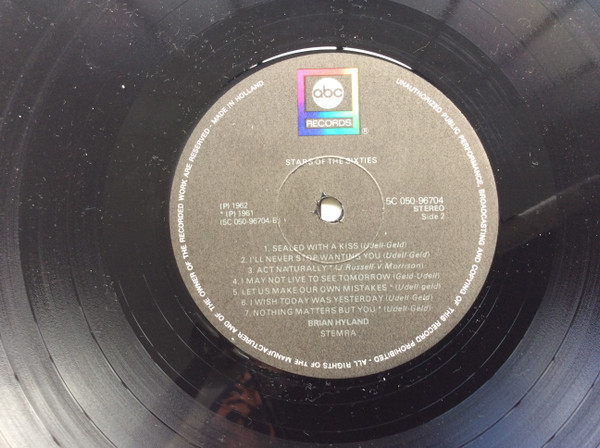 abc
RECORDS
®
STARS OF THE SIXTIES
(P) 1962
* (P) 1961
(5C 050-96704-B)
5C 050-96704
STEREO
Side 2
1. SEALED WITH A KISS (Udell-Geld)
2. I'LL NEVER STOP WANTING YOU (Udell-Geld)
3. ACT NATURALLY * (J. Russell-V. Morrison)
4. I MAY NOT LIVE TO SEE TOMORROW (Geld-Udell)
5. LET US MAKE OUR OWN MISTAKES * (Udell-Geld)
6. I WISH TODAY WAS YESTERDAY (Udell-Geld)
7. NOTHING MATTERS BUT YOU * (Udell-Geld)
BRIAN HYLAND
STEMRA
ALL RIGHTS OF THE MANUFACTURER AND OF THE OWNER OF THE RECORDED WORK ARE RESERVED - MADE IN HOLLAND
UNAUTHORIZED PUBLIC PERFORMANCE, BROADCASTING AND COPYING OF THIS RECORD PROHIBITED -